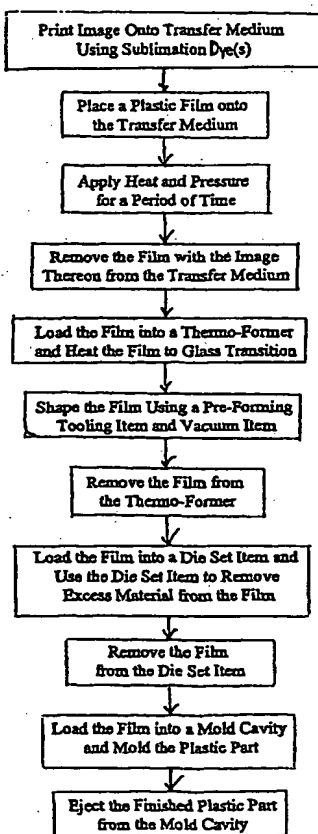 Print Image Onto Transfer Medium
Using Sublimation Dye(s)
Place a Plastic Film onto
the Transfer Medium
Apply Heat and Pressure
for a Period of Time
Remove the Film with the Image
Thereon from the Transfer Medium
Load the Film into a Thermo-Former
and Heat the Film to Glass Transition
Shape the Film Using a Pre-Forming
Tooling Item and Vacuum Item
Remove the Film from
the Thermo-Former
Load the Film into a Die Set Item and
Use the Die Set Item to Remove
Excess Material from the Film
Remove the Film
from the Die Set Item
Load the Film into a Mold Cavity
and Mold the Plastic Part
Eject the Finished Plastic Part
from the Mold Cavity